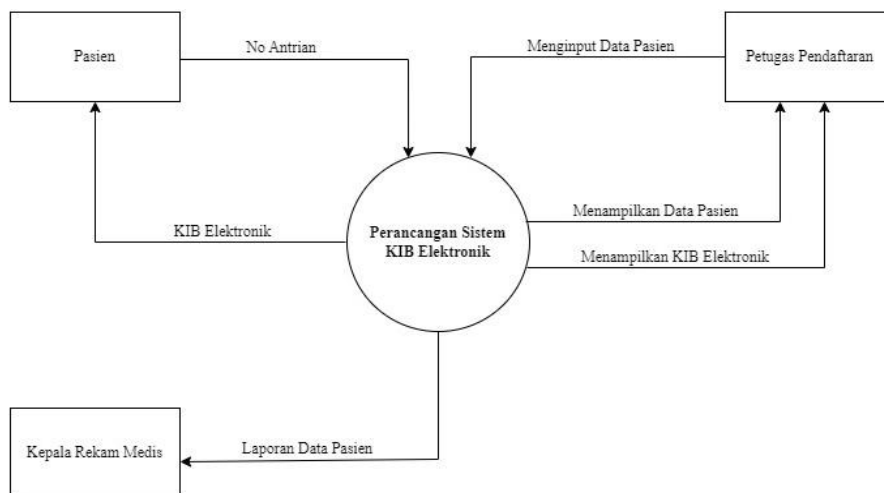 Pasien
No Antrian
Menginput Data Pasien
Petugas Pendaftaran
KIB Elektronik
Perancangan Sistem
KIB Elektronik
Menampilkan Data Pasien
Menampilkan KIB Elektronik
Kepala Rekam Medis
Laporan Data Pasien